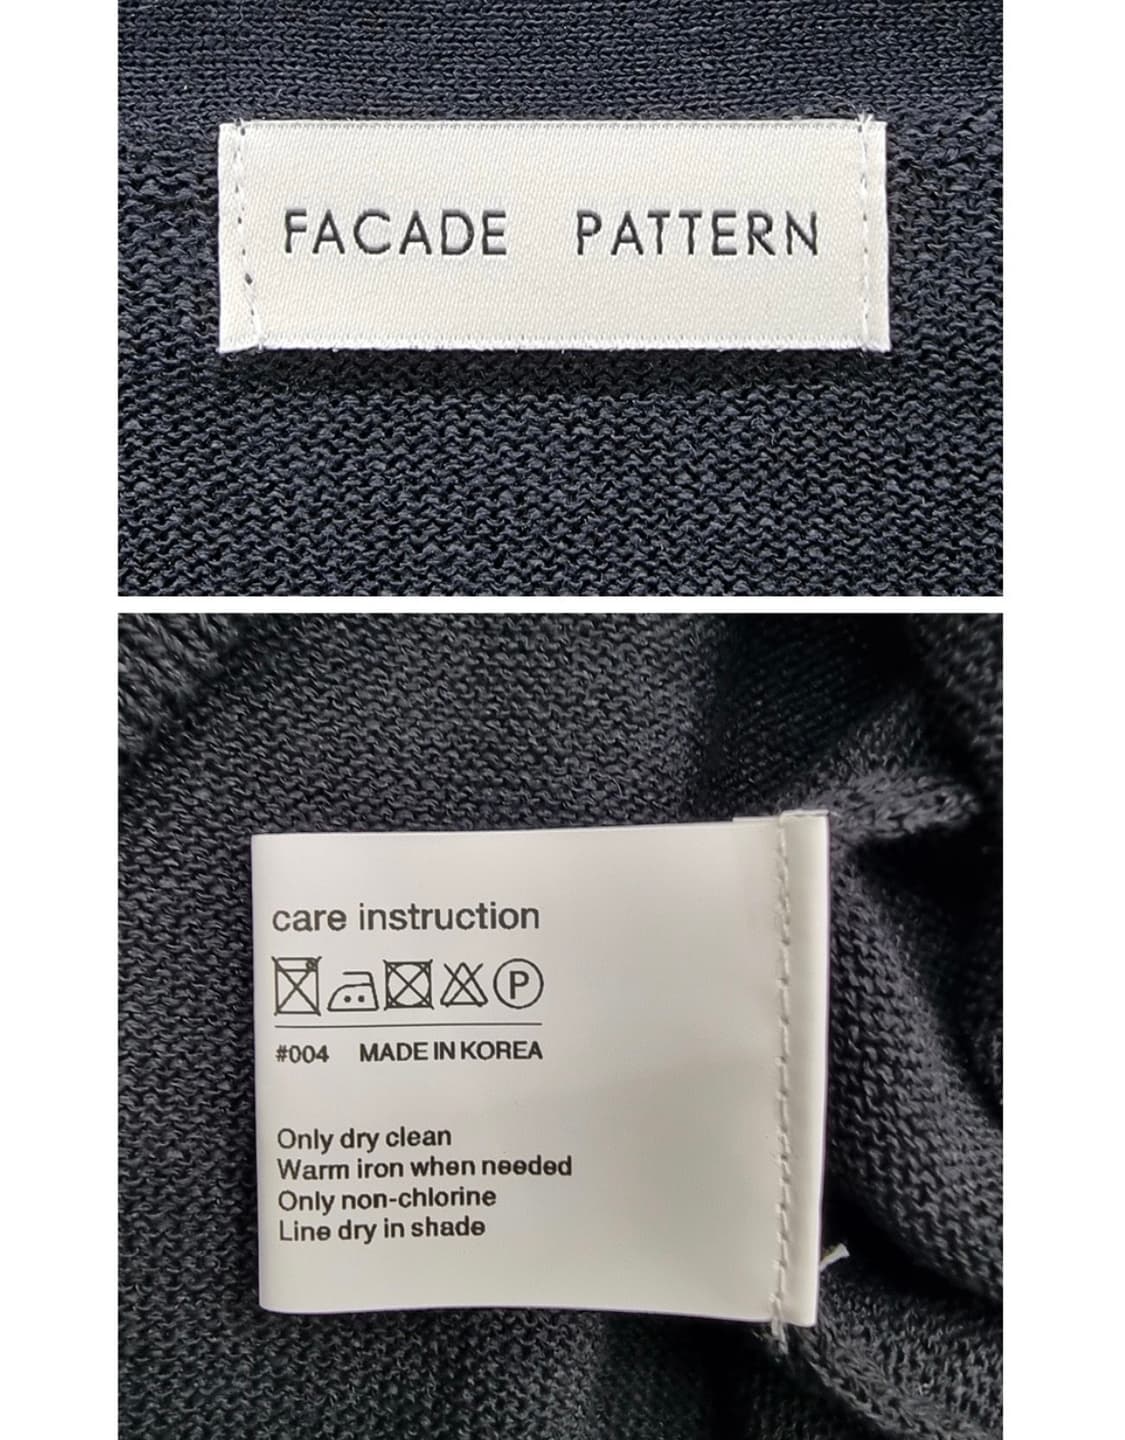 FACADE PATTERN
care instruction
P
#004 MADE IN KOREA
Only dry clean
Warm iron when needed
Only non-chlorine
Line dry in shade